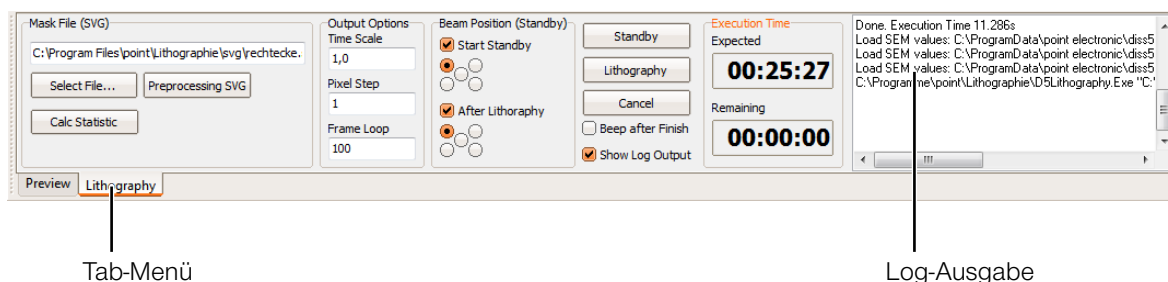 Mask File (SVG)
C:\Program Files\point\Lithographie\svg\rechtecke.
Select File...
Preprocessing SVG
Calc Statistic
Output Options
Time Scale
1,0
Pixel Step
1
Frame Loop
100
Beam Position (Standby)
Start Standby
After Lithoraphy
Standby
Lithography
Cancel
Beep after Finish
Show Log Output
Execution Time
Expected
00:25:27
Remaining
00:00:00
Done. Execution Time 11.286s
Load SEM values: C:\ProgramData\point electronic\diss5
Load SEM values: C:\ProgramData\point electronic\diss5
Load SEM values: C:\ProgramData\point electronic\diss5
C:\Programme\point\Lithographie\D5Lithography.Exe "C:'
Preview
Lithography
Tab-Menü
Log-Ausgabe